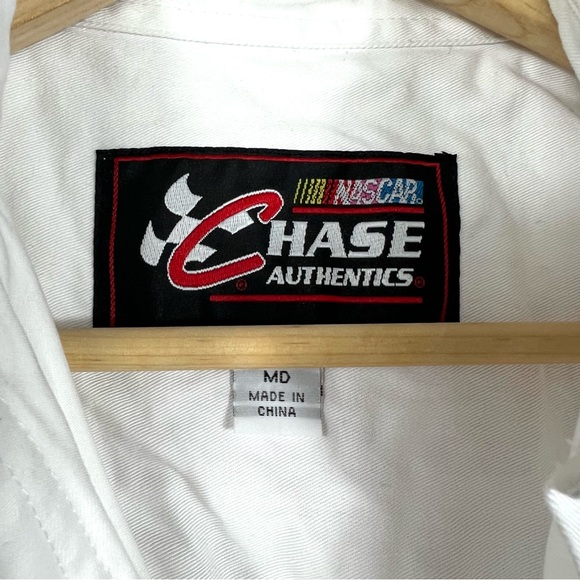 NASCAR.
CHASE
AUTHENTICS®
MD
MADE IN
CHINA